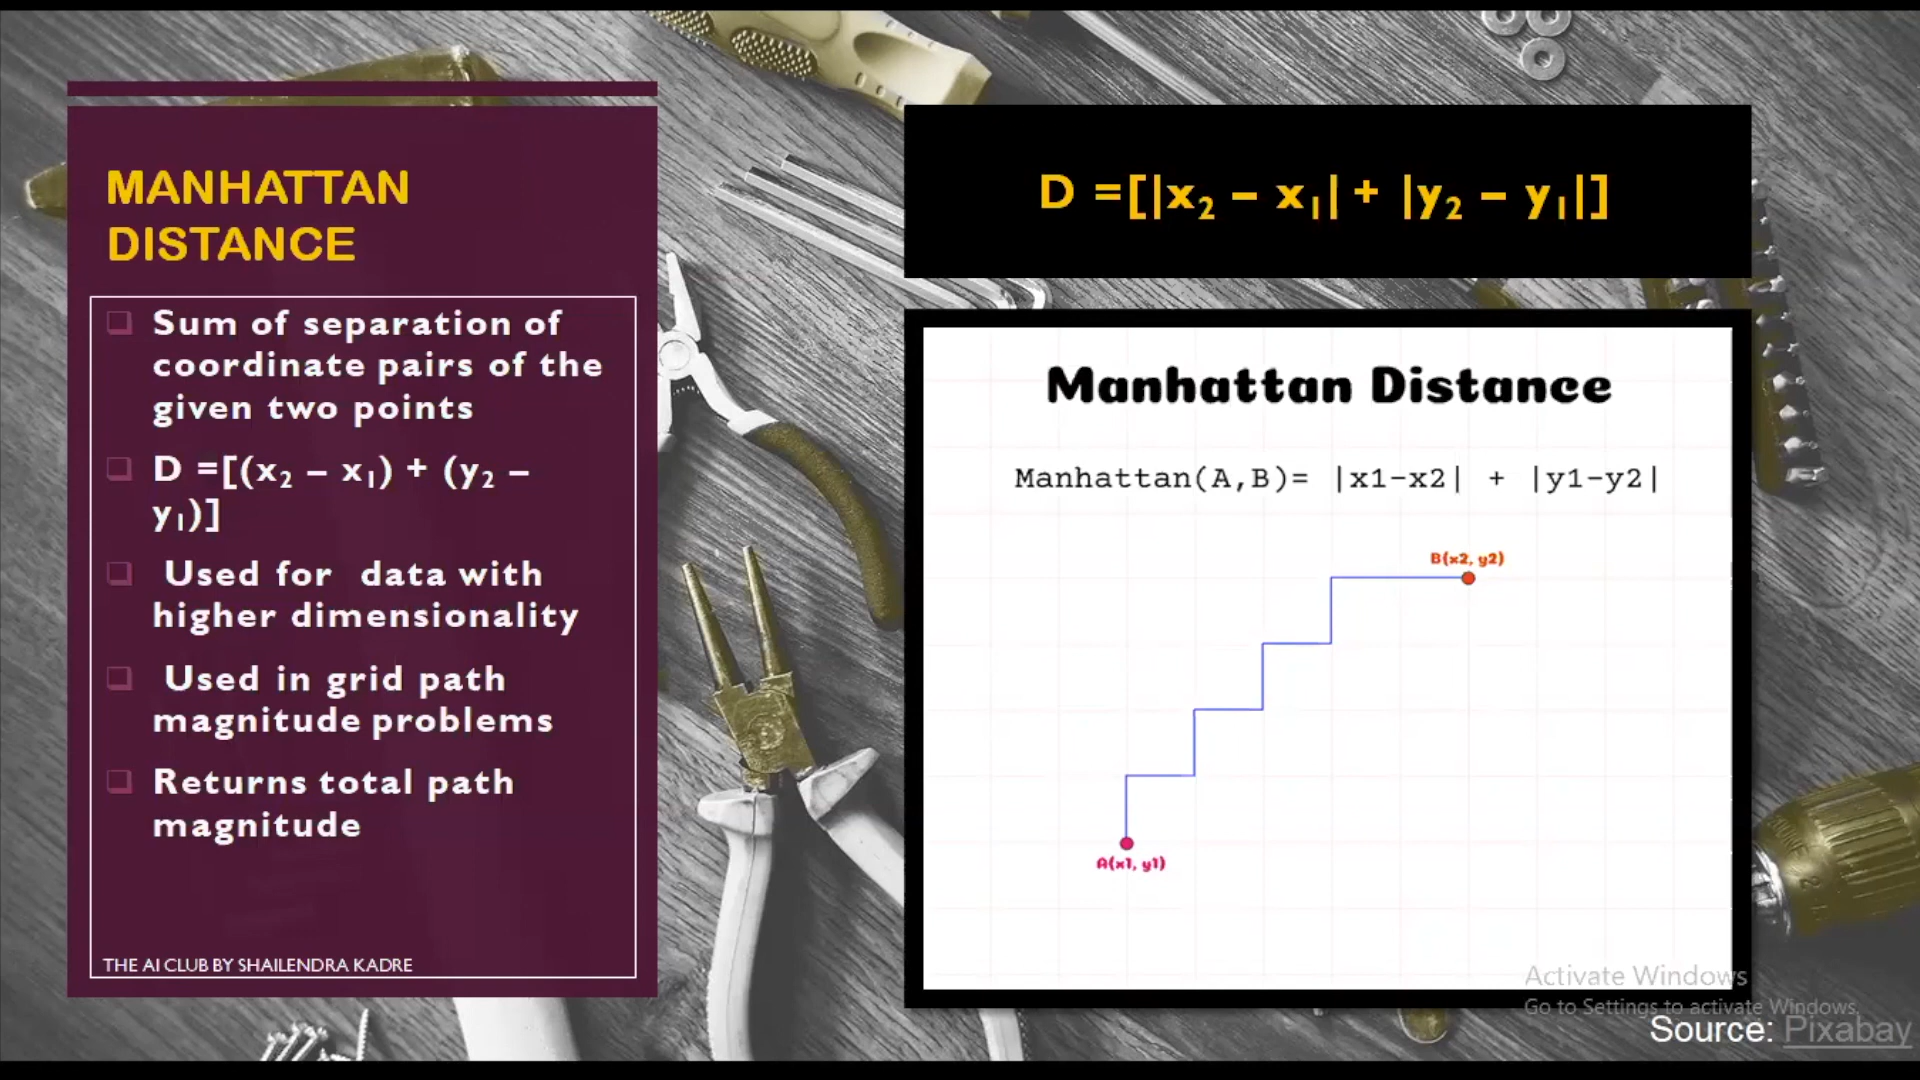 MANHATTAN
DISTANCE
❑ Sum of separation of
coordinate pairs of the
given two points
❑ D =[(x₂ – x₁) + (y₂ –
y₁)]
❑ Used for data with
higher dimensionality
❑ Used in grid path
magnitude problems
❑ Returns total path
magnitude
THE AI CLUB BY SHAILENDRA KADRE
D =[|x₂ – x₁| + |y₂ – y₁|]
Manhattan Distance
Manhattan(A,B)= |x1-x2| + |y1-y2|
B(x2, y2)
A(x1, y1)
Activate Windows
Go to Settings to activate Windows.
Source: Pixabay